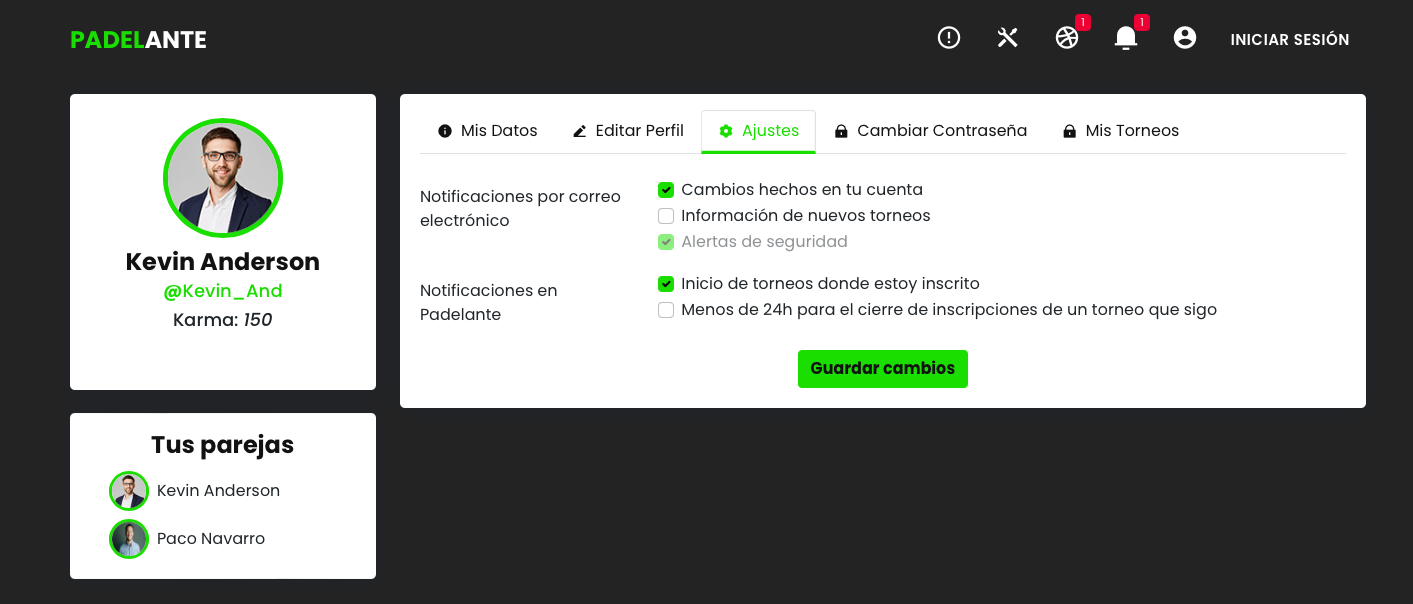 PADELANTE
1
1
INICIAR SESIÓN
Kevin Anderson
@Kevin_And
Karma: 150
Tus parejas
Kevin Anderson
Paco Navarro
Mis Datos
Editar Perfil
Ajustes
Cambiar Contraseña
Mis Torneos
Notificaciones por correo
electrónico
Cambios hechos en tu cuenta
Información de nuevos torneos
Alertas de seguridad
Notificaciones en
Padelante
Inicio de torneos donde estoy inscrito
Menos de 24h para el cierre de inscripciones de un torneo que sigo
Guardar cambios